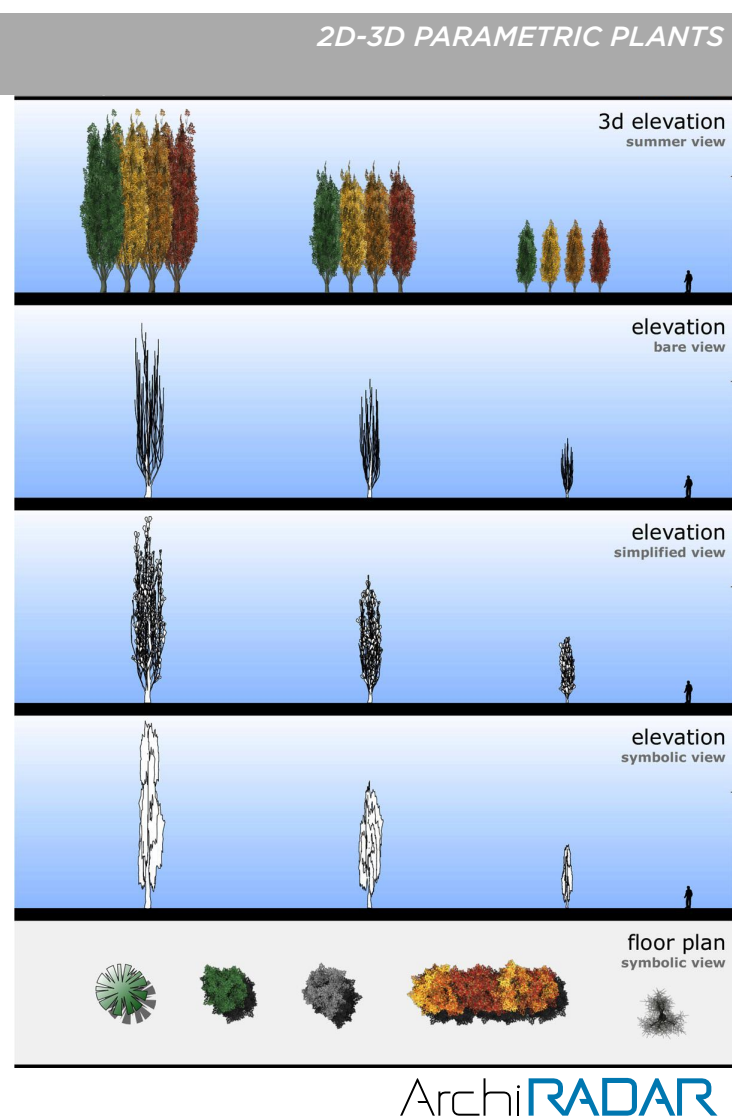 2D-3D PARAMETRIC PLANTS
3d elevation
summer view
elevation
bare view
elevation
simplified view
elevation
symbolic view
floor plan
symbolic view
ArchiRADAR